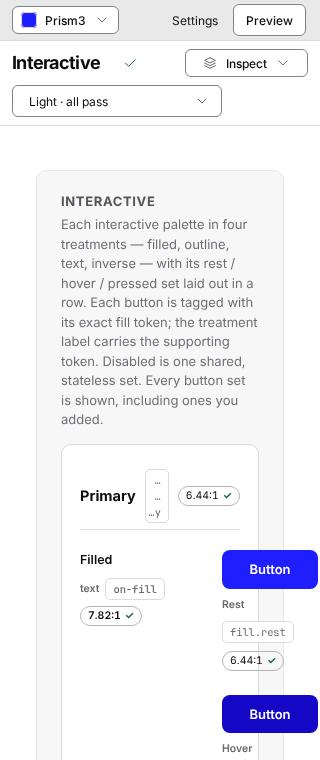 Prism3
Settings
Preview
Interactive
Inspect
Light · all pass
INTERACTIVE
Each interactive palette in four
treatments — filled, outline,
text, inverse — with its rest /
hover / pressed set laid out in a
row. Each button is tagged with
its exact fill token; the treatment
label carries the supporting
token. Disabled is one shared,
stateless set. Every button set
is shown, including ones you
added.
Primary
…
…
…y
6.44:1
Filled
text on-fill
7.82:1
Button
Rest
fill.rest
6.44:1
Button
Hover